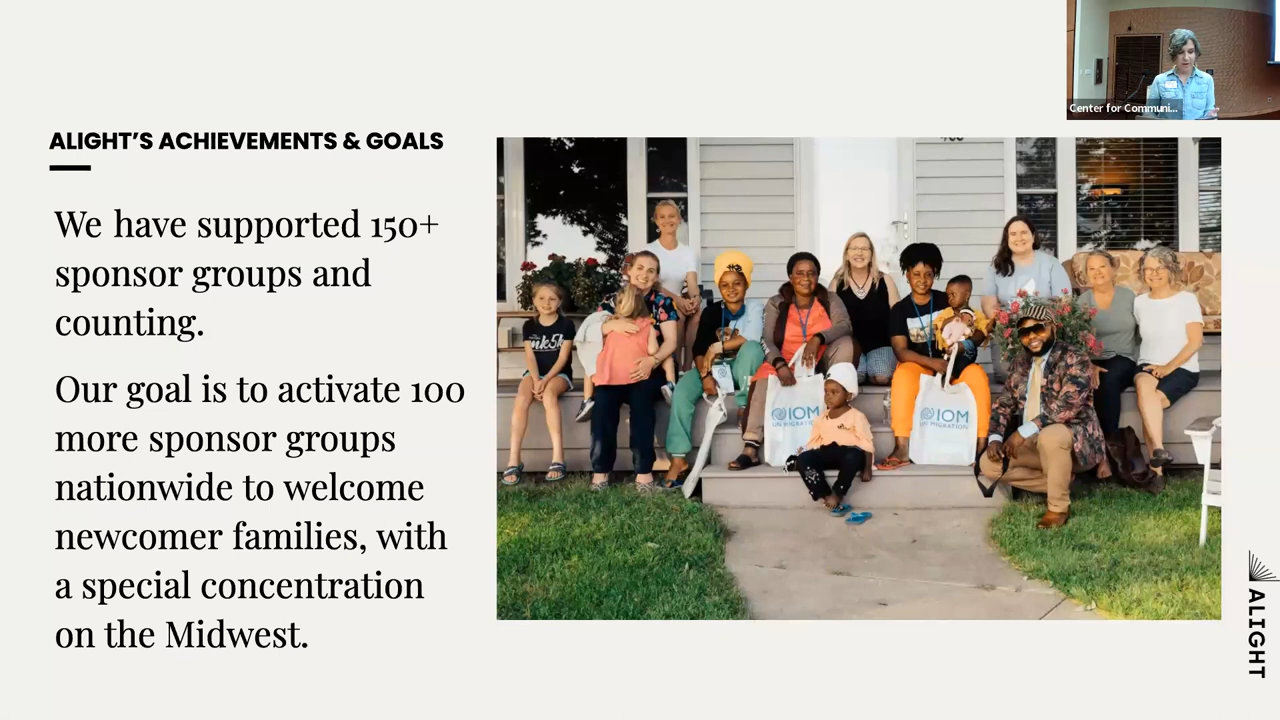 Center for Communi...
ALIGHT'S ACHIEVEMENTS & GOALS
We have supported 150+
sponsor groups and
counting.
Our goal is to activate 100
more sponsor groups
nationwide to welcome
newcomer families, with
a special concentration
on the Midwest.
IOM
UN MIGRATION
IOM
UN MIGRATION
ALIGHT